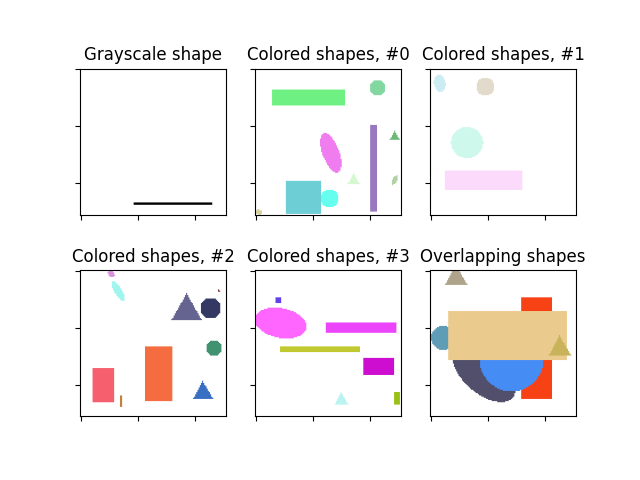 Grayscale shape
Colored shapes, #0
Colored shapes, #1
Colored shapes, #2
Colored shapes, #3
Overlapping shapes